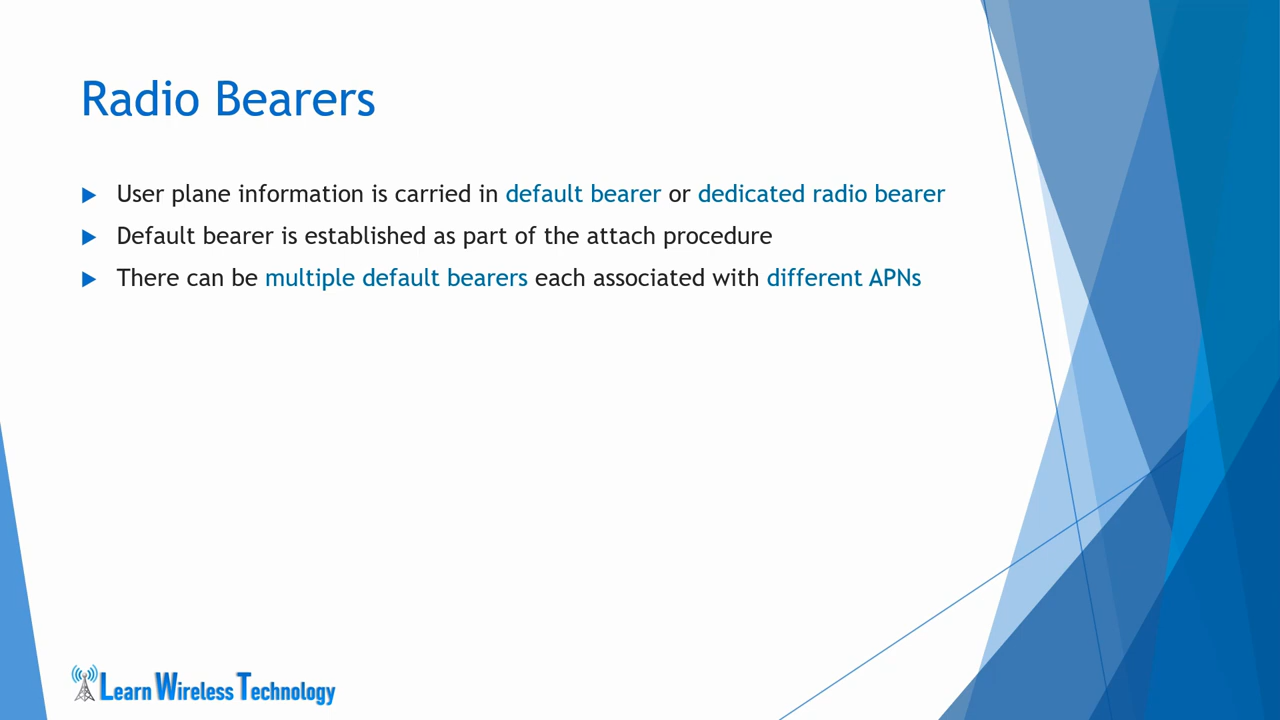 Radio Bearers
User plane information is carried in default bearer or dedicated radio bearer
Default bearer is established as part of the attach procedure
There can be multiple default bearers each associated with different APNs
Learn Wireless Technology